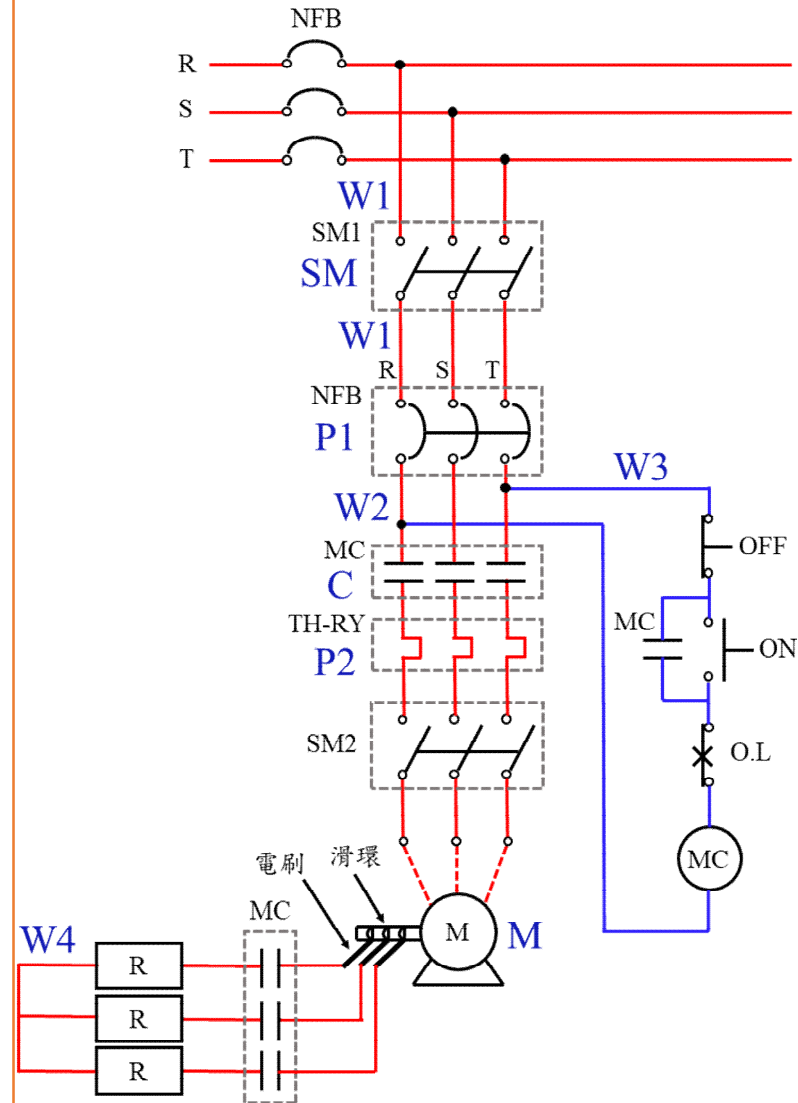 NFB
R
S
T
W1
SM1
SM
W1
R S T
NFB
P1
W3
W2
OFF
MC
C
MC
ON
TH-RY
P2
SM2
O.L
MC
電刷 滑環
MC
M M
W4
R
R
R